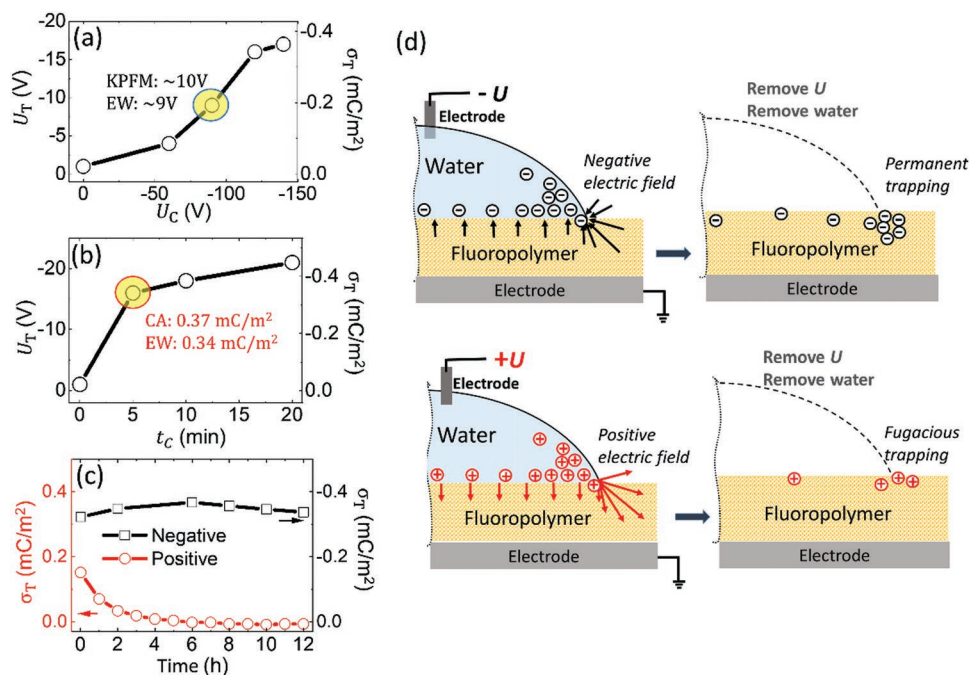 (a)
-20
-15
-10
-5
0
U_T (V)
KPFM: ~10V
EW: ~9V
-0.4
-0.2
0.0
σ_T (mC/m²)
0
-50
-100
-150
U_C (V)
(b)
-20
-10
0
U_T (V)
CA: 0.37 mC/m²
EW: 0.34 mC/m²
-0.4
-0.2
0.0
σ_T (mC/m²)
0
5
10
15
20
t_C (min)
(c)
0.4
0.2
0.0
σ_T (mC/m²)
Negative
Positive
-0.4
-0.2
0.0
σ_T (mC/m²)
0
2
4
6
8
10
12
Time (h)
(d)
- U
Electrode
Water
Negative
electric field
Fluoropolymer
Electrode
Remove U
Remove water
Permanent
trapping
Fluoropolymer
Electrode
+U
Electrode
Water
Positive
electric field
Fluoropolymer
Electrode
Remove U
Remove water
Fugacious
trapping
Fluoropolymer
Electrode